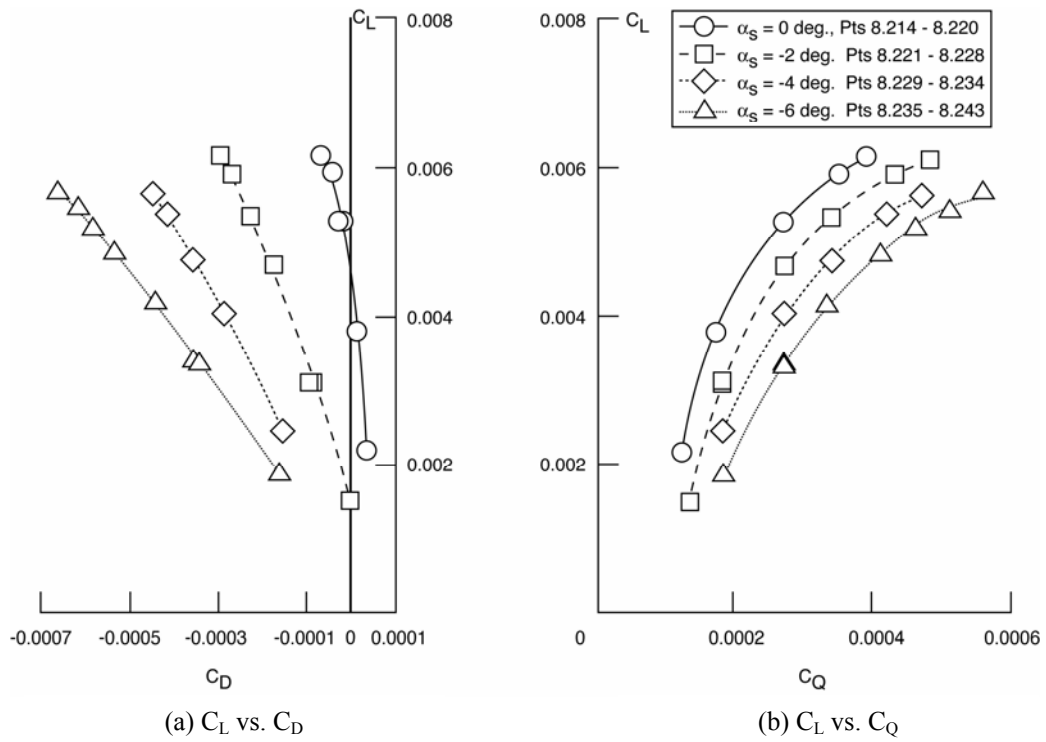 C_L
0.008
0.006
0.004
0.002
-0.0007 -0.0005 -0.0003 -0.0001 0 0.0001
C_D
(a) C_L vs. C_D
C_L
0.008
0.006
0.004
0.002
0 0.0002 0.0004 0.0006
C_Q
(b) C_L vs. C_Q
α_s = 0 deg., Pts 8.214 - 8.220
α_s = -2 deg. Pts 8.221 - 8.228
α_s = -4 deg. Pts 8.229 - 8.234
α_s = -6 deg. Pts 8.235 - 8.243